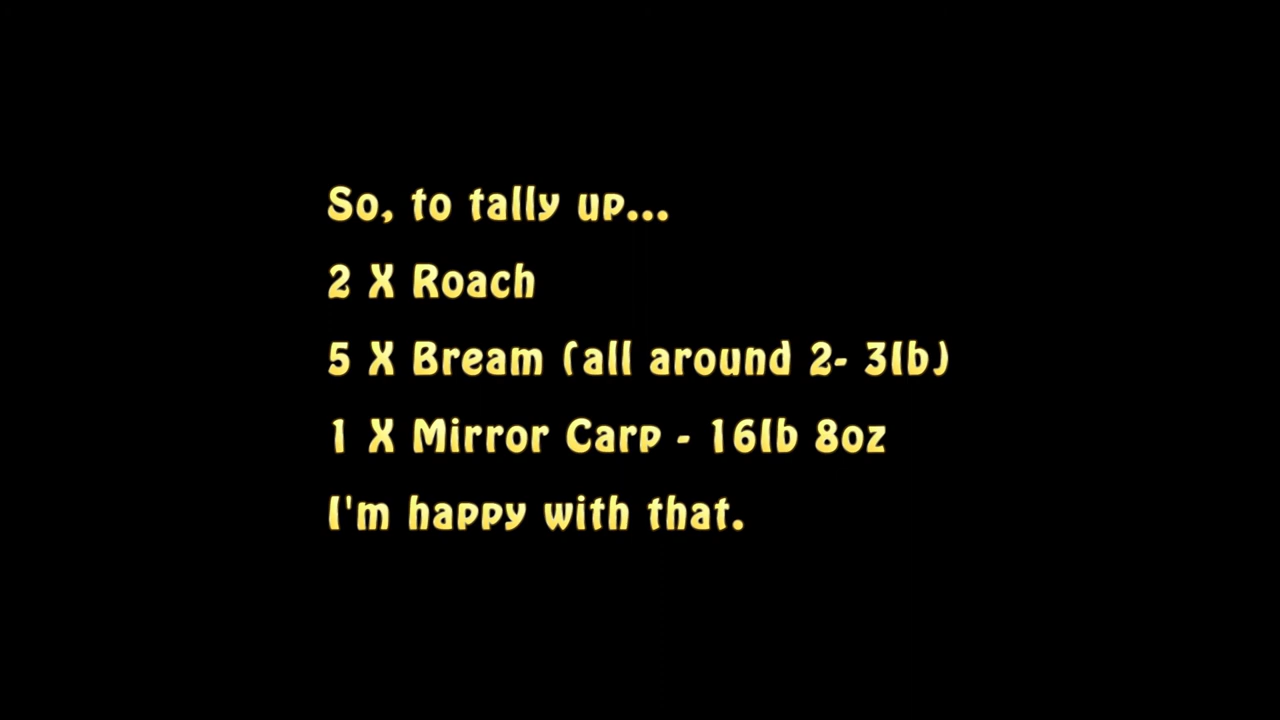 So, to tally up...
2 X Roach
5 X Bream (all around 2- 3lb)
1 X Mirror Carp - 16lb 8oz
I'm happy with that.